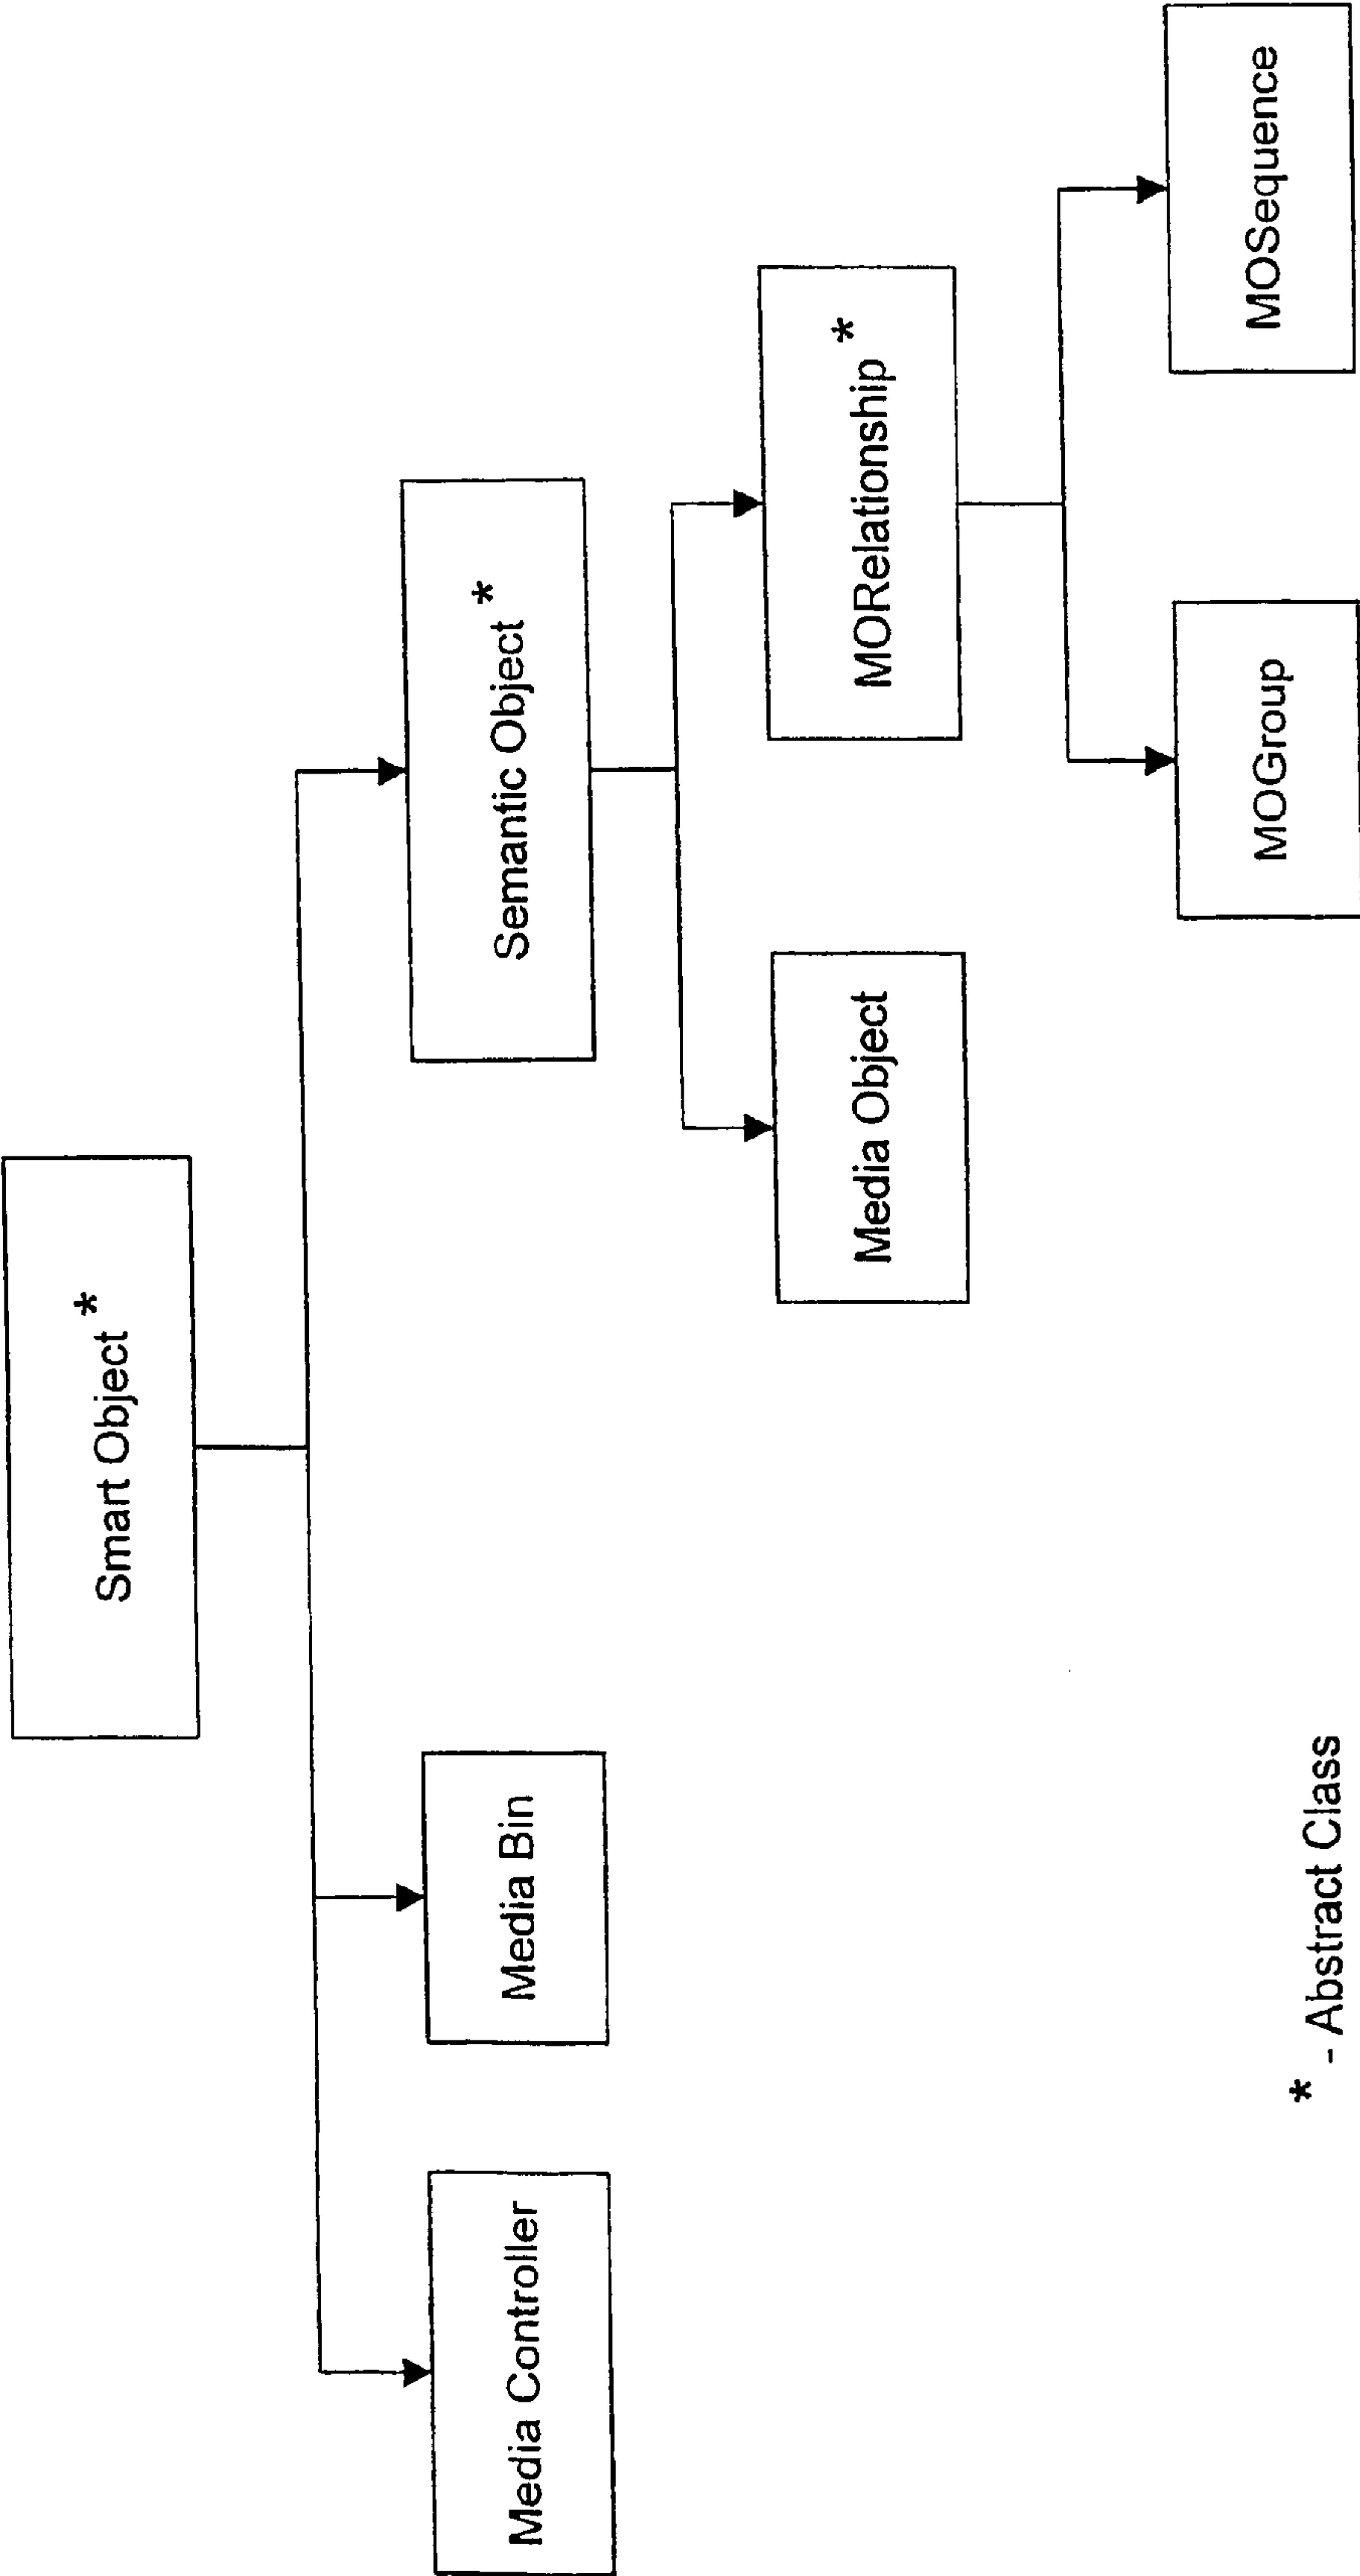 Smart Object *
Media Controller
Media Bin
Semantic Object *
Media Object
MORelationship *
MOGroup
MOSequence
* - Abstract Class